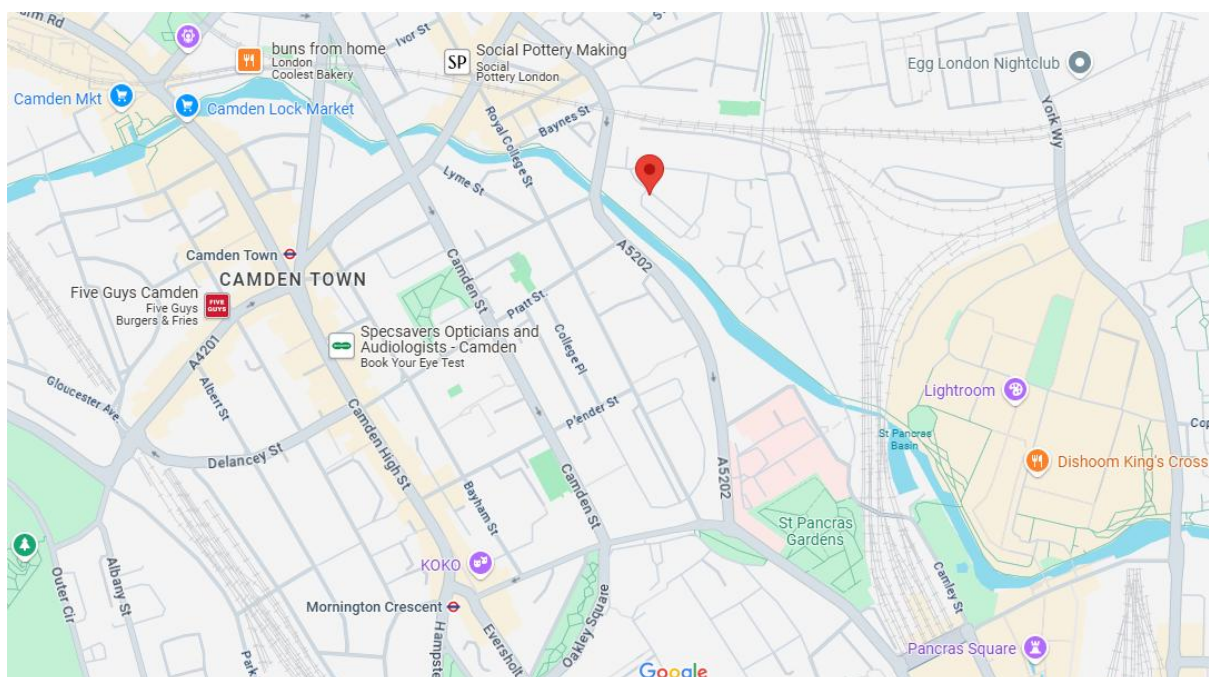 Ivor St
buns from home
London
Coolest Bakery
SP
Social Pottery Making
Social
Pottery London
Egg London Nightclub
Camden Mkt
Camden Lock Market
Baynes St
Royal College St
York Wy
Lyme St
A5202
Camden Town
CAMDEN TOWN
Camden St
Pratt St.
Five Guys Camden
Five Guys
Burgers & Fries
FIVE
GUYS
Specsavers Opticians and
Audiologists - Camden
Book Your Eye Test
A4201
College Pl
Gloucester Ave.
Albert St
Lightroom
Plender St
Camden High St
St Pancras
Basin
Delancey St
Dishoom King's Cross
Camden St
A5202
Bayham St
St Pancras
Gardens
KOKO
Albany St
Outer Cir
Camley St
Mornington Crescent
Oakley Square
Eversholt
Park
Pancras Square
Google